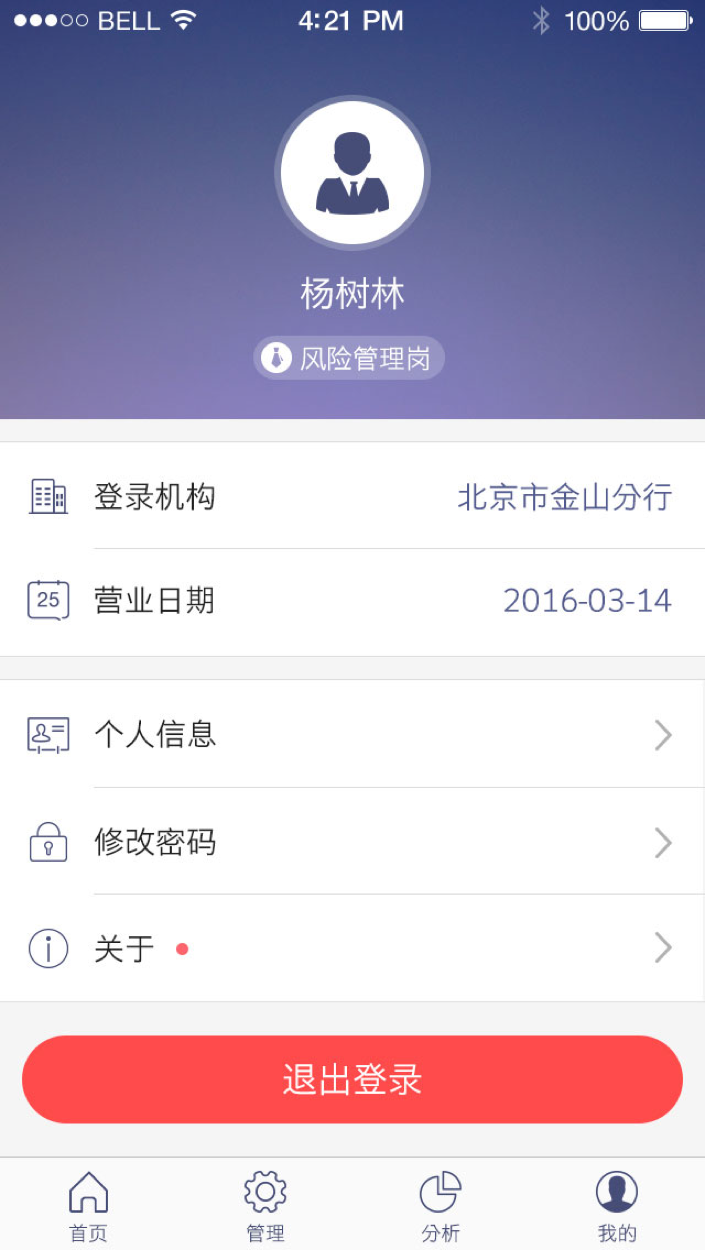 BELL 4:21 PM 100%
杨树林
风险管理岗
登录机构 北京市金山分行
25 营业日期 2016-03-14
个人信息
修改密码
关于
退出登录
首页 管理 分析 我的